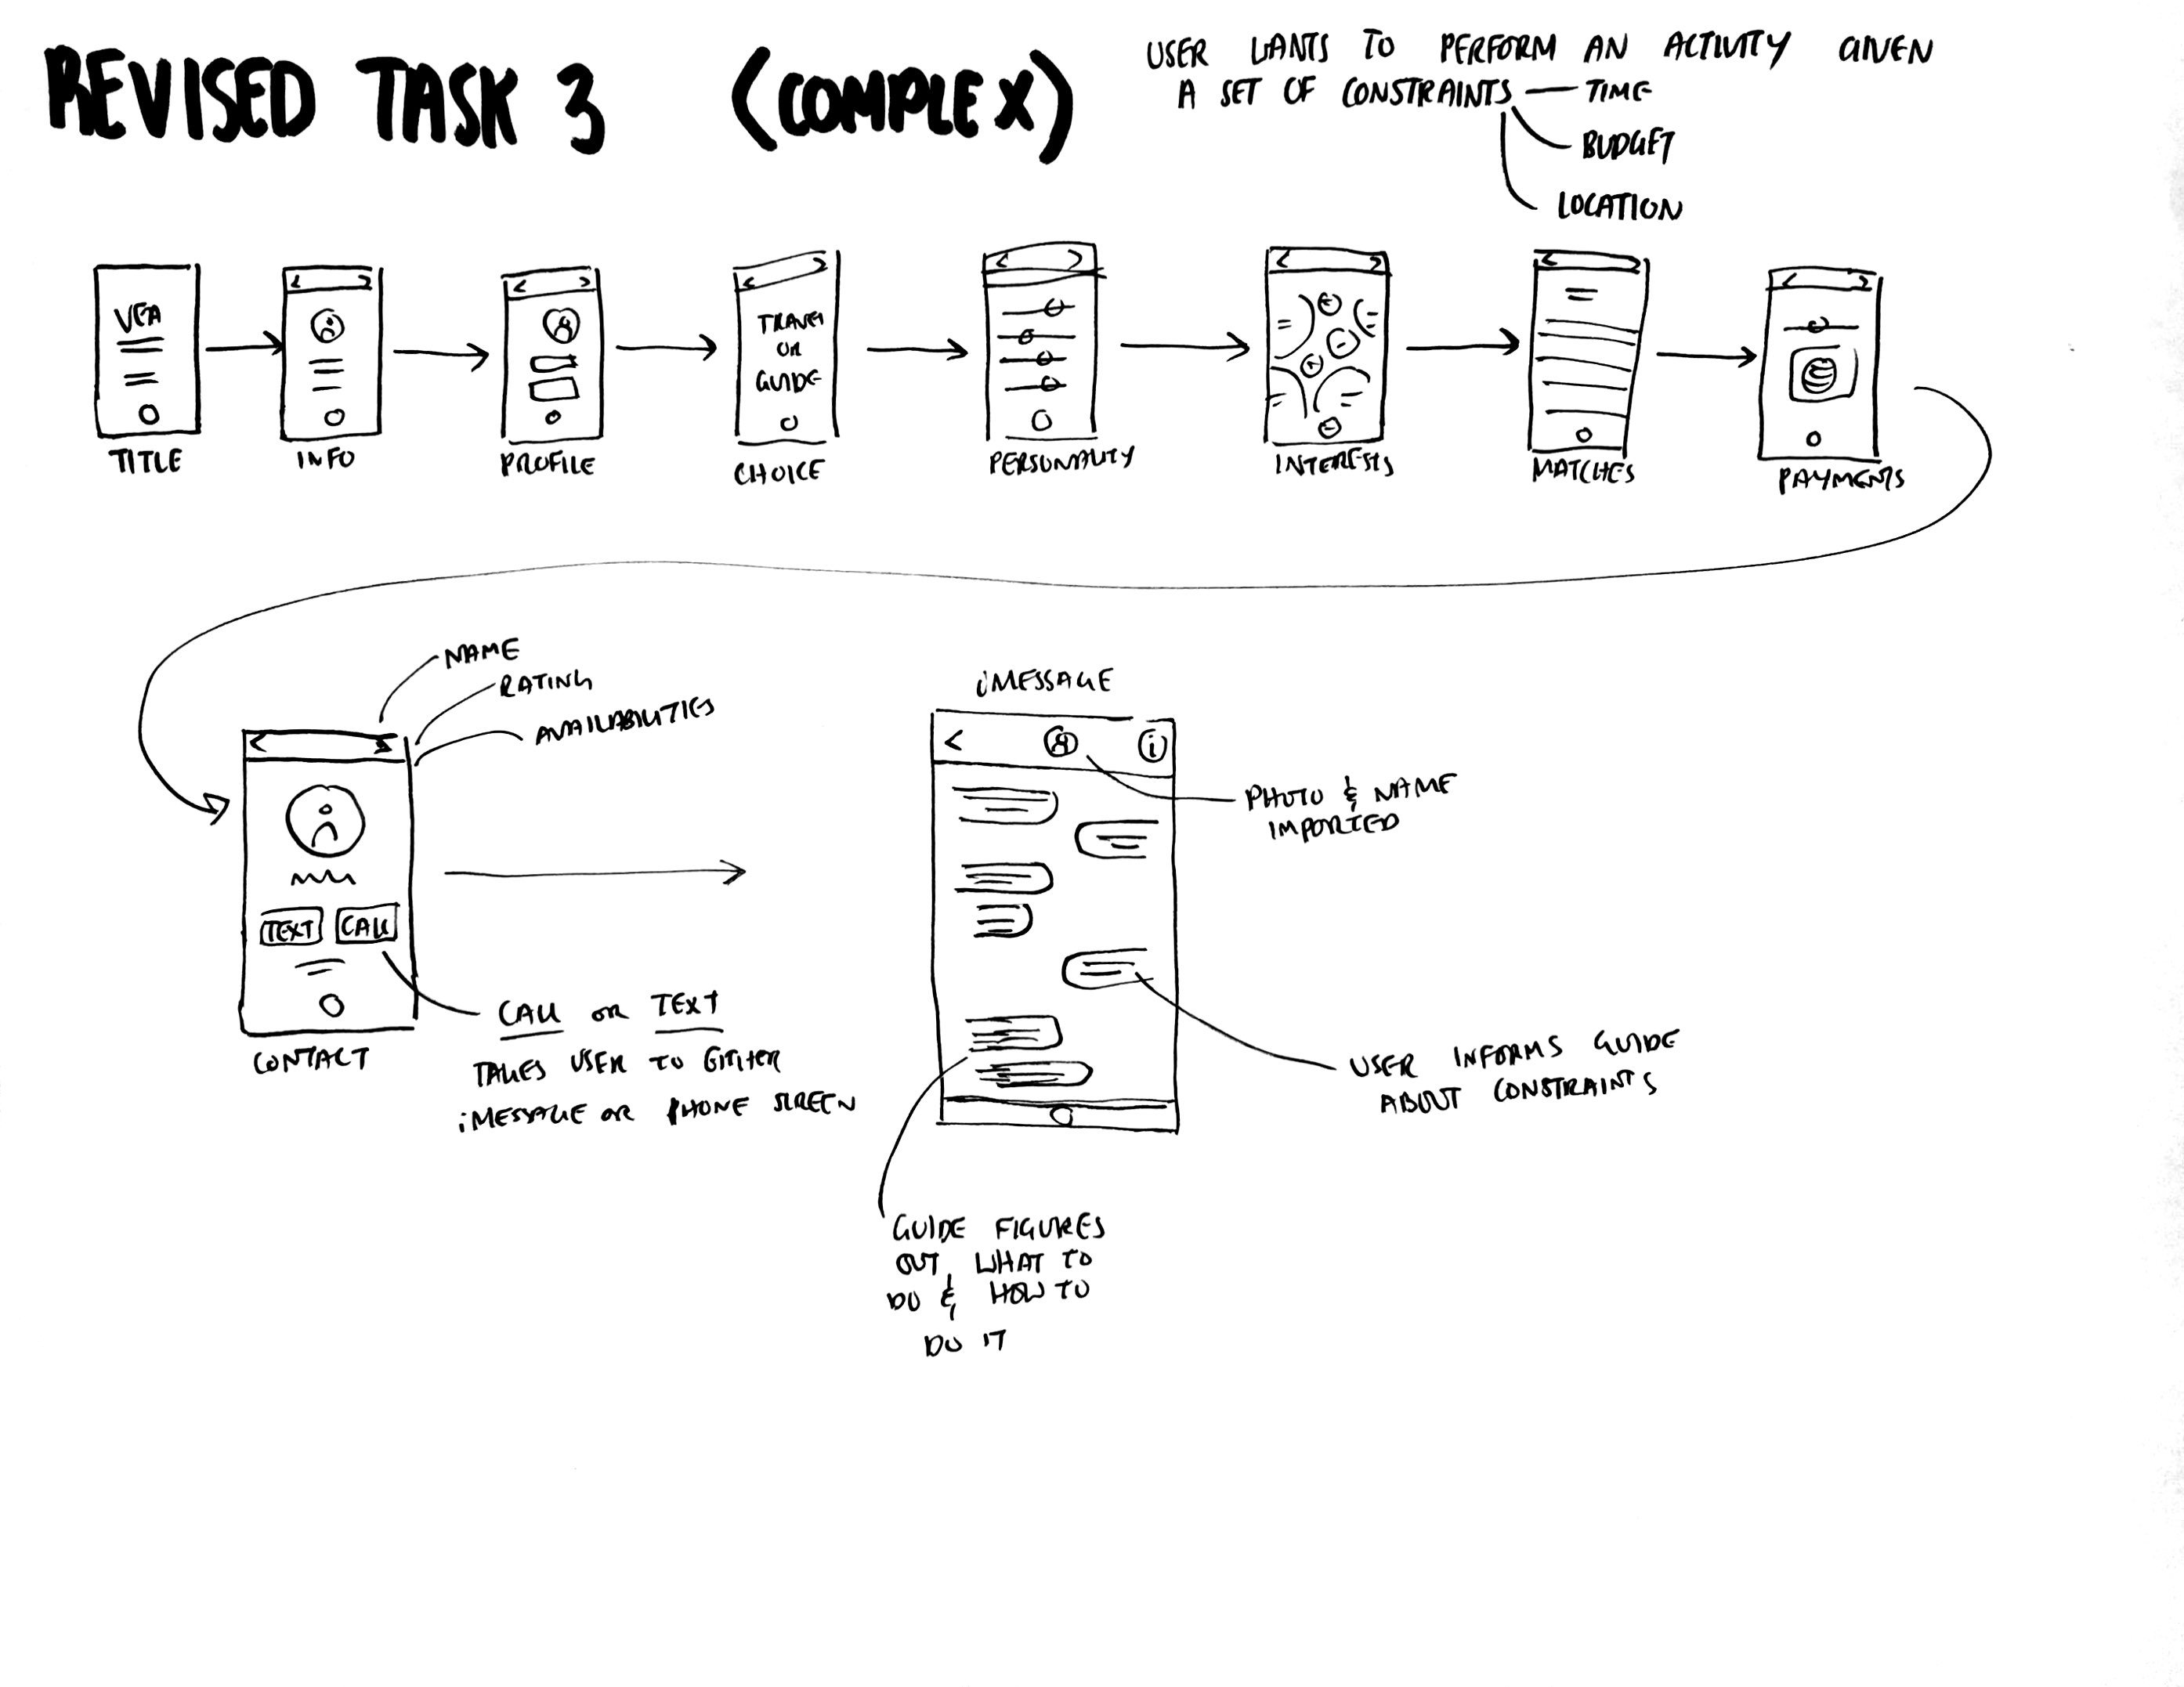 REVISED TASK 3 (COMPLEX)
USER WANTS TO PERFORM AN ACTIVITY GIVEN
A SET OF CONSTRAINTS — TIME
BUDGET
LOCATION
TRAVEL
OR
GUIDE
TITLE
INFO
PROFILE
CHOICE
PERSONALITY
INTERESTS
MATCHES
PAYMENTS
NAME
RATING
AVAILABILITIES
TEXT CALL
CONTACT
CALL OR TEXT
TAKES USER TO EITHER
iMESSAGE OR PHONE SCREEN
iMESSAGE
i
PHOTO & NAME
IMPORTED
USER INFORMS GUIDE
ABOUT CONSTRAINTS
GUIDE FIGURES
OUT WHAT TO
DO & HOW TO
DO IT